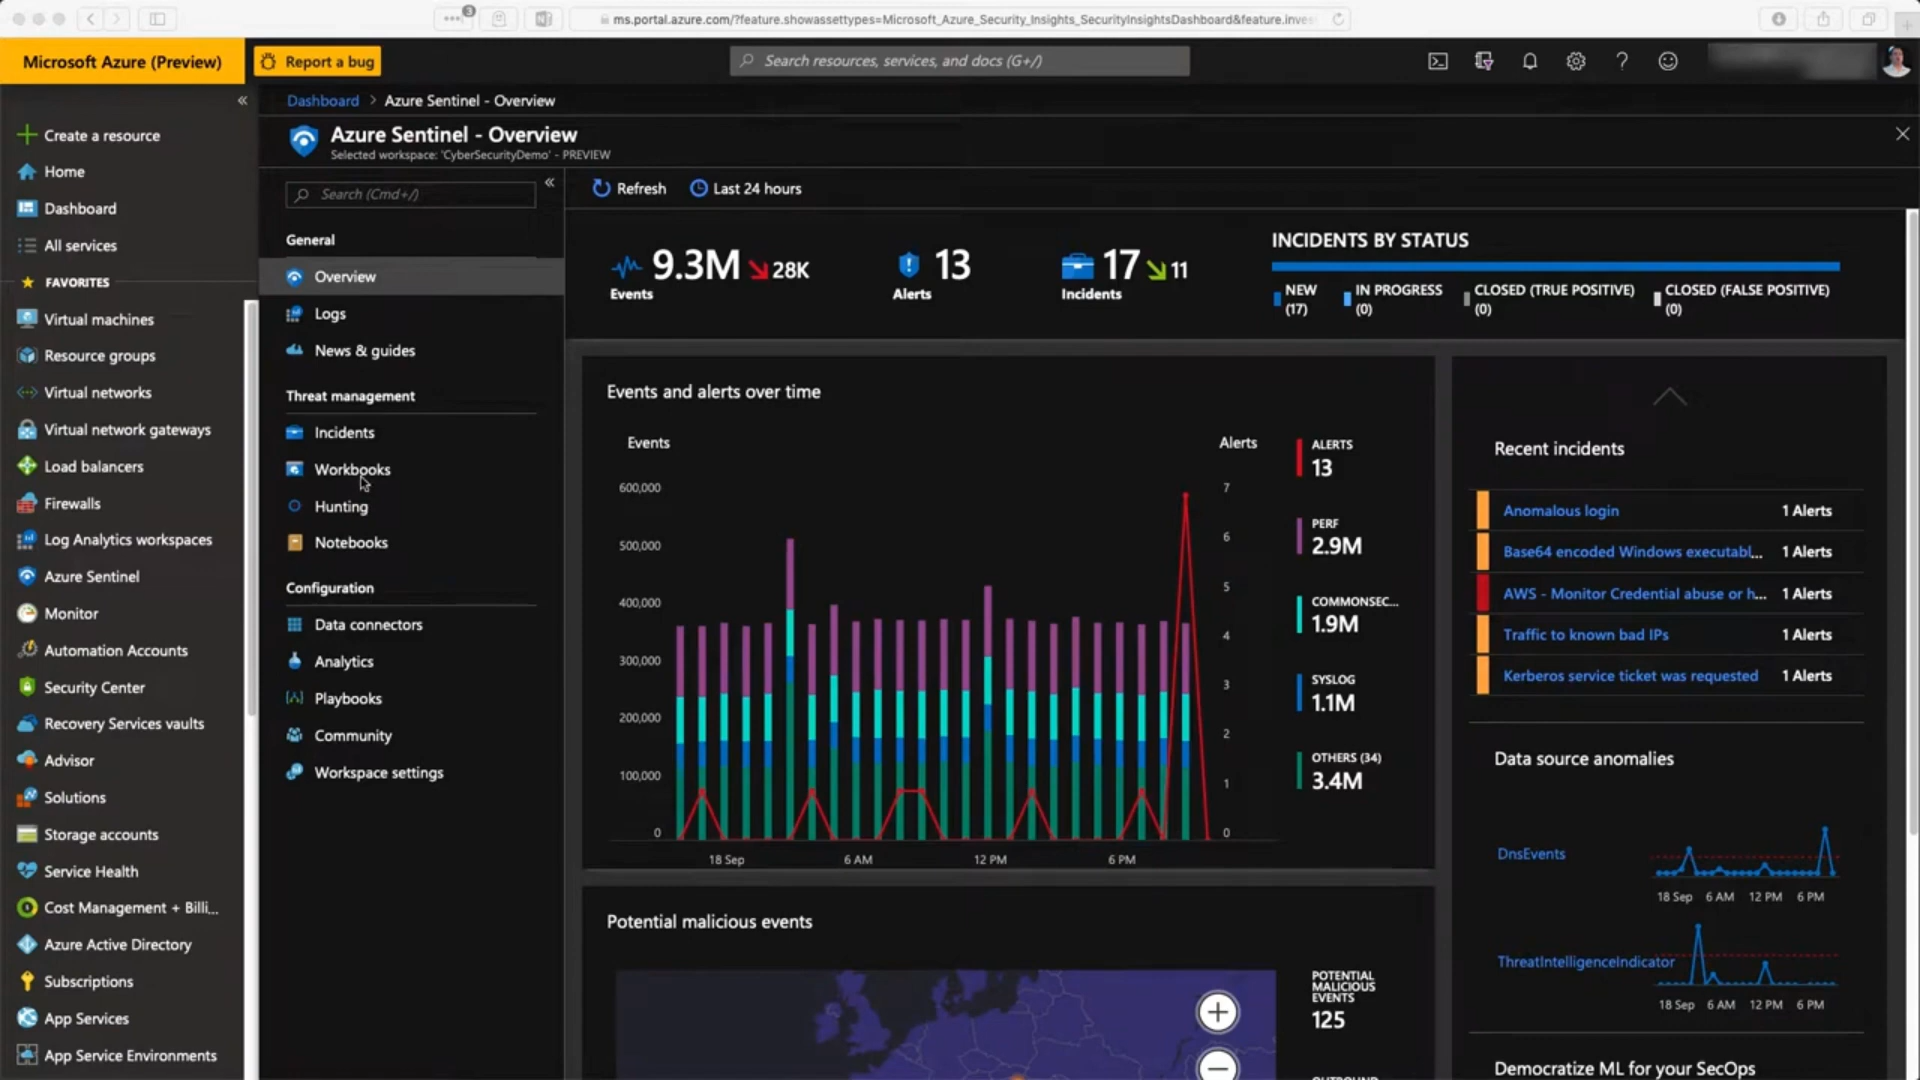 3
ms.portal.azure.com/?feature.showassettypes=Microsoft_Azure_Security_Insights_SecurityInsightsDashboard&feature.inves
Microsoft Azure (Preview)
Report a bug
Search resources, services, and docs (G+/)
«
Create a resource
Home
Dashboard
All services
FAVORITES
Virtual machines
Resource groups
Virtual networks
Virtual network gateways
Load balancers
Firewalls
Log Analytics workspaces
Azure Sentinel
Monitor
Automation Accounts
Security Center
Recovery Services vaults
Advisor
Solutions
Storage accounts
Service Health
Cost Management + Billi...
Azure Active Directory
Subscriptions
App Services
App Service Environments
Dashboard > Azure Sentinel - Overview
Azure Sentinel - Overview
Selected workspace: 'CyberSecurityDemo' - PREVIEW
Search (Cmd+/)
«
General
Overview
Logs
News & guides
Threat management
Incidents
Workbooks
Hunting
Notebooks
Configuration
Data connectors
Analytics
Playbooks
Community
Workspace settings
Refresh
Last 24 hours
9.3M 28K
Events
13
Alerts
17 11
Incidents
INCIDENTS BY STATUS
NEW
(17)
IN PROGRESS
(0)
CLOSED (TRUE POSITIVE)
(0)
CLOSED (FALSE POSITIVE)
(0)
Events and alerts over time
Events
Alerts
600,000
500,000
400,000
300,000
200,000
100,000
0
7
6
5
4
3
2
1
0
18 Sep 6 AM 12 PM 6 PM
ALERTS
13
PERF
2.9M
COMMONSEC...
1.9M
SYSLOG
1.1M
OTHERS (34)
3.4M
Recent incidents
Anomalous login 1 Alerts
Base64 encoded Windows executabl... 1 Alerts
AWS - Monitor Credential abuse or h... 1 Alerts
Traffic to known bad IPs 1 Alerts
Kerberos service ticket was requested 1 Alerts
Data source anomalies
DnsEvents
18 Sep 6 AM 12 PM 6 PM
ThreatIntelligenceIndicator
18 Sep 6 AM 12 PM 6 PM
Democratize ML for your SecOps
Potential malicious events
POTENTIAL
MALICIOUS
EVENTS
125
OUTBOUND